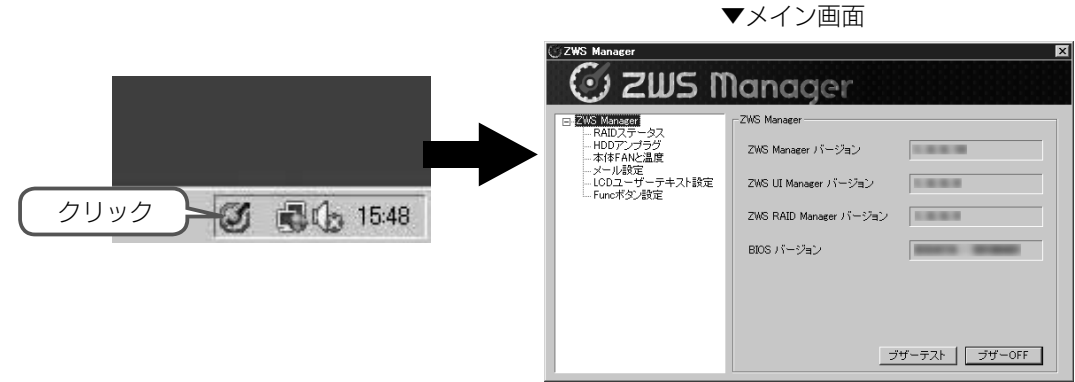 ▼メイン画面
クリック
15:48
ZWS Manager
ZWS Manager
ZWS Manager
RAIDステータス
HDDアンプラグ
本体FANと温度
メール設定
LCDユーザーテキスト設定
Funcボタン設定
ZWS Manager
ZWS Manager バージョン
ZWS UI Manager バージョン
ZWS RAID Manager バージョン
BIOS バージョン
ブザーテスト
ブザーOFF